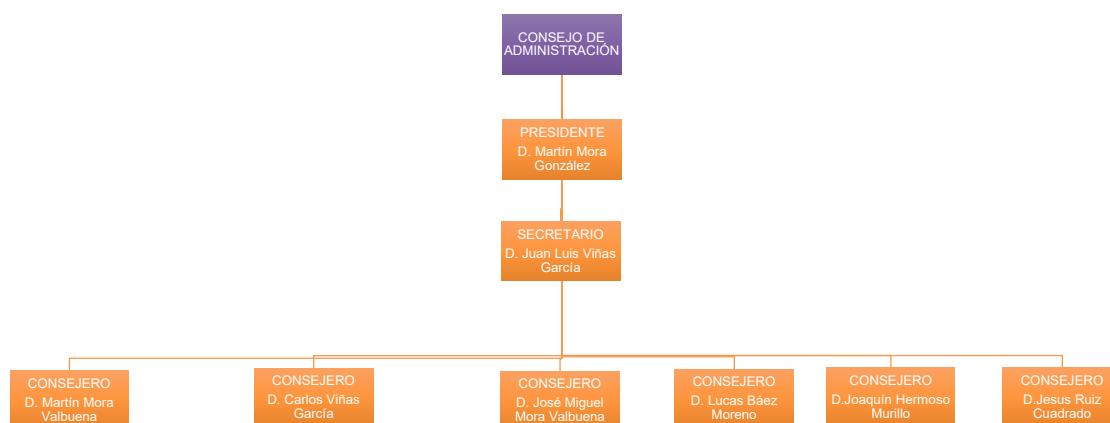 CONSEJO DE
ADMINISTRACIÓN
PRESIDENTE
D. Martín Mora
González
SECRETARIO
D. Juan Luis Viñas
García
CONSEJERO
D. Martín Mora
Valbuena
CONSEJERO
D. Carlos Viñas
García
CONSEJERO
D. José Miguel
Mora Valbuena
CONSEJERO
D. Lucas Báez
Moreno
CONSEJERO
D.Joaquín Hermoso
Murillo
CONSEJERO
D.Jesus Ruiz
Cuadrado